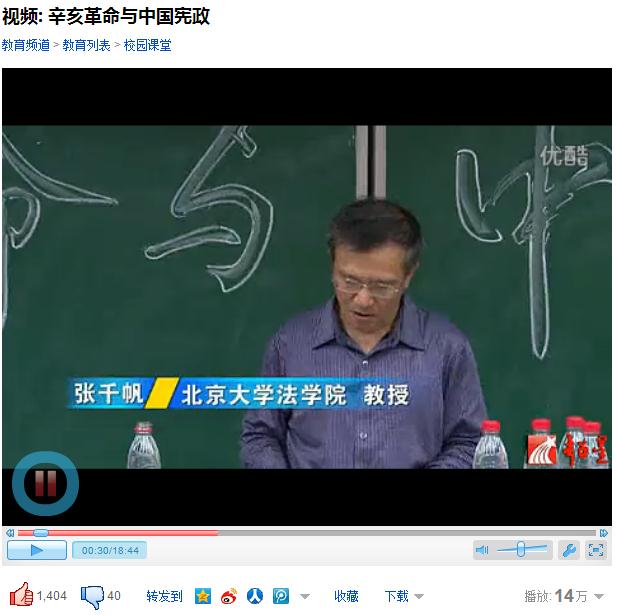 视频: 辛亥革命与中国宪政
教育频道 > 教育列表 > 校园课堂
优酷
命与中
张千帆 北京大学法学院 教授
00:30/18:44
1,404 40 转发到 收藏 下载 播放: 14万